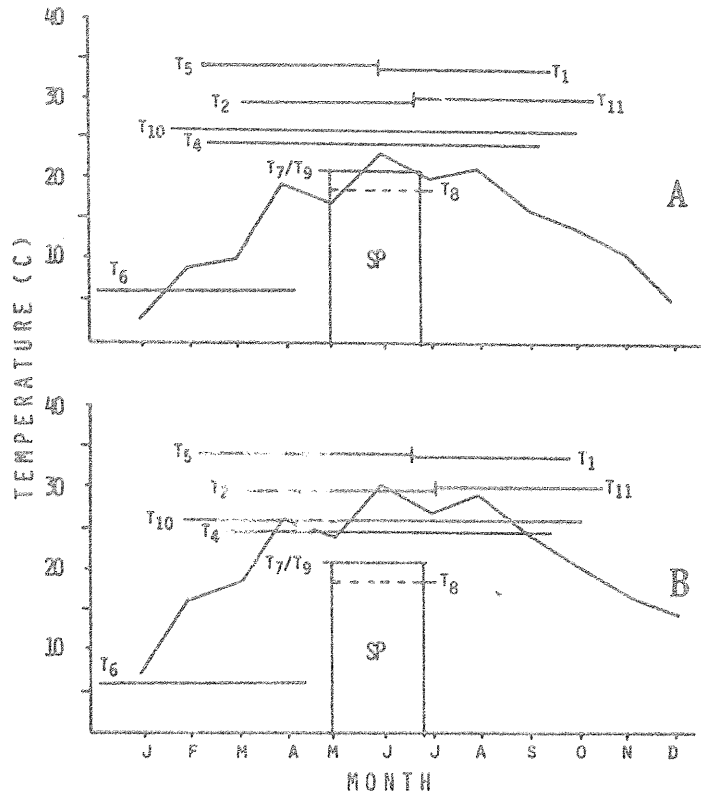 40
T5
T1
30
T2
T11
T10
T4
20
T7/T9
T8
A
SP
10
T6
TEMPERATURE (C)
40
T5
T1
30
T2
T11
T10
T4
20
T7/T9
T8
B
SP
10
T6
J F M A M J J A S O N D
MONTH